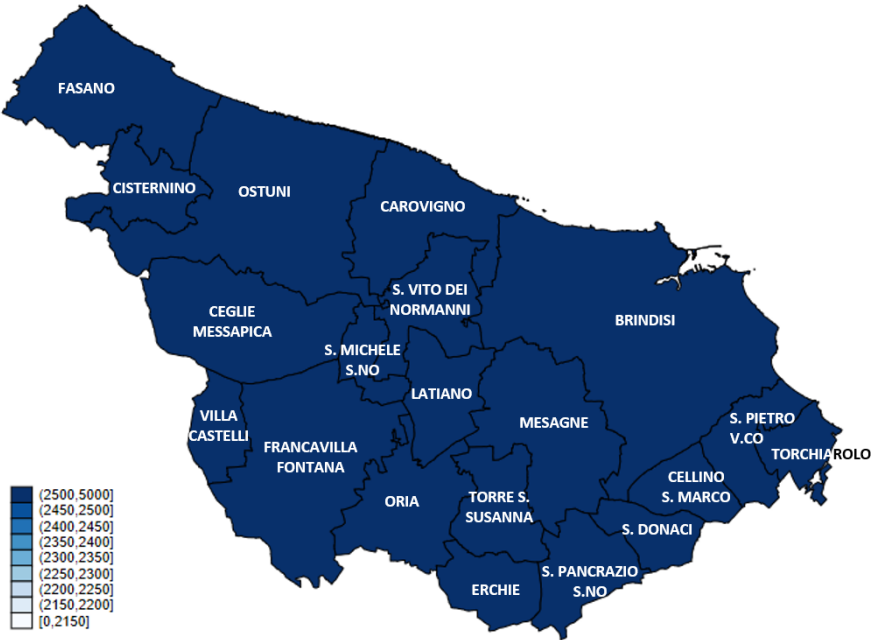 FASANO
CISTERNINO
OSTUNI
CAROVIGNO
S. VITO DEI
NORMANNI
CEGLIE
MESSAPICA
BRINDISI
S. MICHELE
S.NO
LATIANO
VILLA
CASTELLI
MESAGNE
S. PIETRO
V.CO
FRANCAVILLA
FONTANA
TORCHIAROLO
CELLINO
S. MARCO
ORIA
TORRE S.
SUSANNA
S. DONACI
ERCHIE
S. PANCRAZIO
S.NO
(2500,5000]
(2450,2500]
(2400,2450]
(2350,2400]
(2300,2350]
(2250,2300]
(2200,2250]
(2150,2200]
[0,2150]